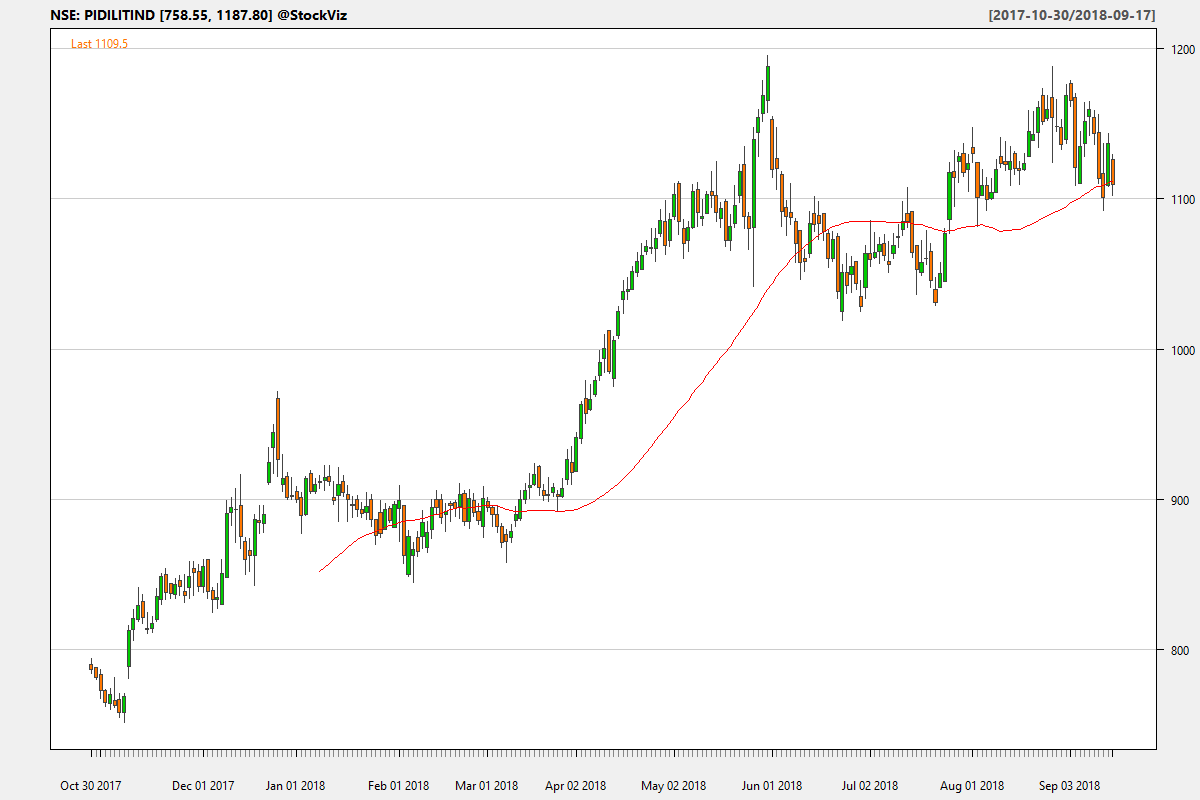 NSE: PIDILITIND [758.55, 1187.80] @StockViz
[2017-10-30/2018-09-17]
Last 1109.5
1200
1100
1000
900
800
Oct 30 2017
Dec 01 2017
Jan 01 2018
Feb 01 2018
Mar 01 2018
Apr 02 2018
May 02 2018
Jun 01 2018
Jul 02 2018
Aug 01 2018
Sep 03 2018